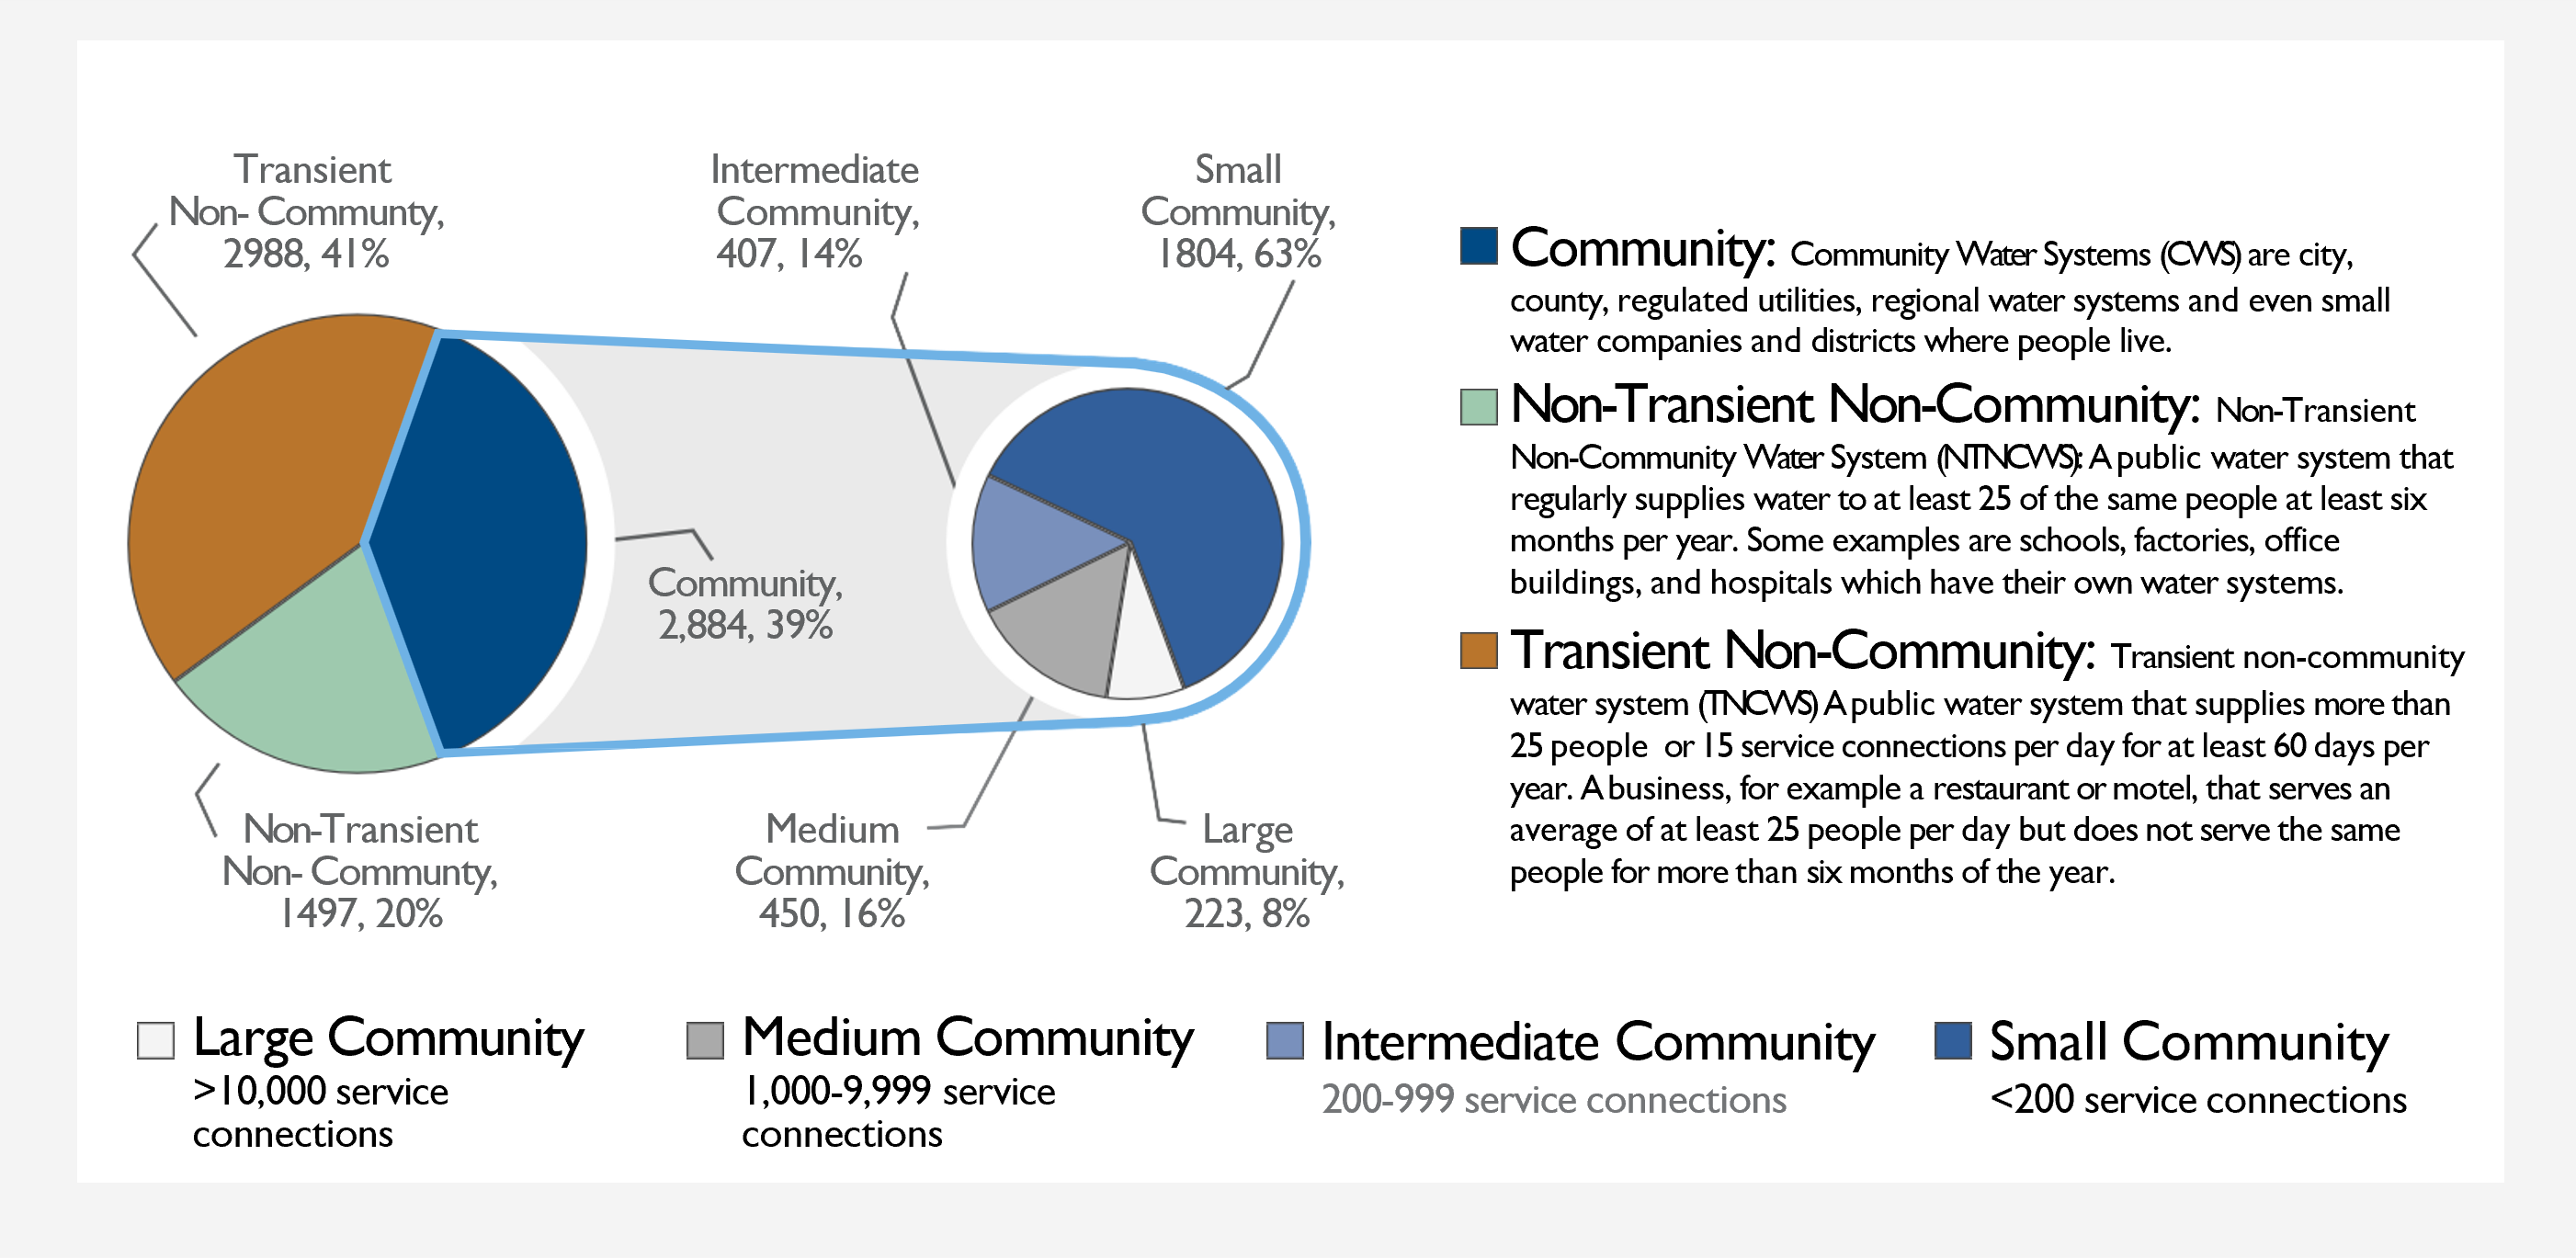 Transient
Non- Communty,
2988, 41%
Intermediate
Community,
407, 14%
Small
Community,
1804, 63%
Community,
2,884, 39%
Non-Transient
Non- Communty,
1497, 20%
Medium
Community,
450, 16%
Large
Community,
223, 8%
Community: Community Water Systems (CWS) are city,
county, regulated utilities, regional water systems and even small
water companies and districts where people live.
Non-Transient Non-Community: Non-Transient
Non-Community Water System (NTNCWS): A public water system that
regularly supplies water to at least 25 of the same people at least six
months per year. Some examples are schools, factories, office
buildings, and hospitals which have their own water systems.
Transient Non-Community: Transient non-community
water system (TNCWS) A public water system that supplies more than
25 people or 15 service connections per day for at least 60 days per
year. A business, for example a restaurant or motel, that serves an
average of at least 25 people per day but does not serve the same
people for more than six months of the year.
Large Community
>10,000 service
connections
Medium Community
1,000-9,999 service
connections
Intermediate Community
200-999 service connections
Small Community
<200 service connections